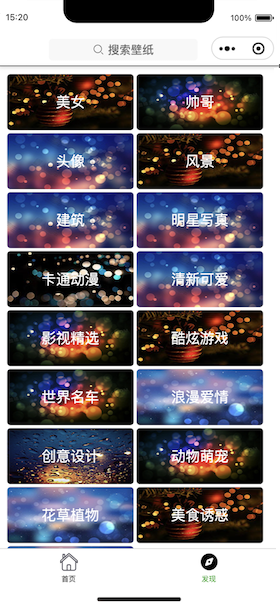 15:20
100%
搜索壁纸
美女
帅哥
头像
风景
建筑
明星写真
卡通动漫
清新可爱
影视精选
酷炫游戏
世界名车
浪漫爱情
创意设计
动物萌宠
花草植物
美食诱惑
首页
发现